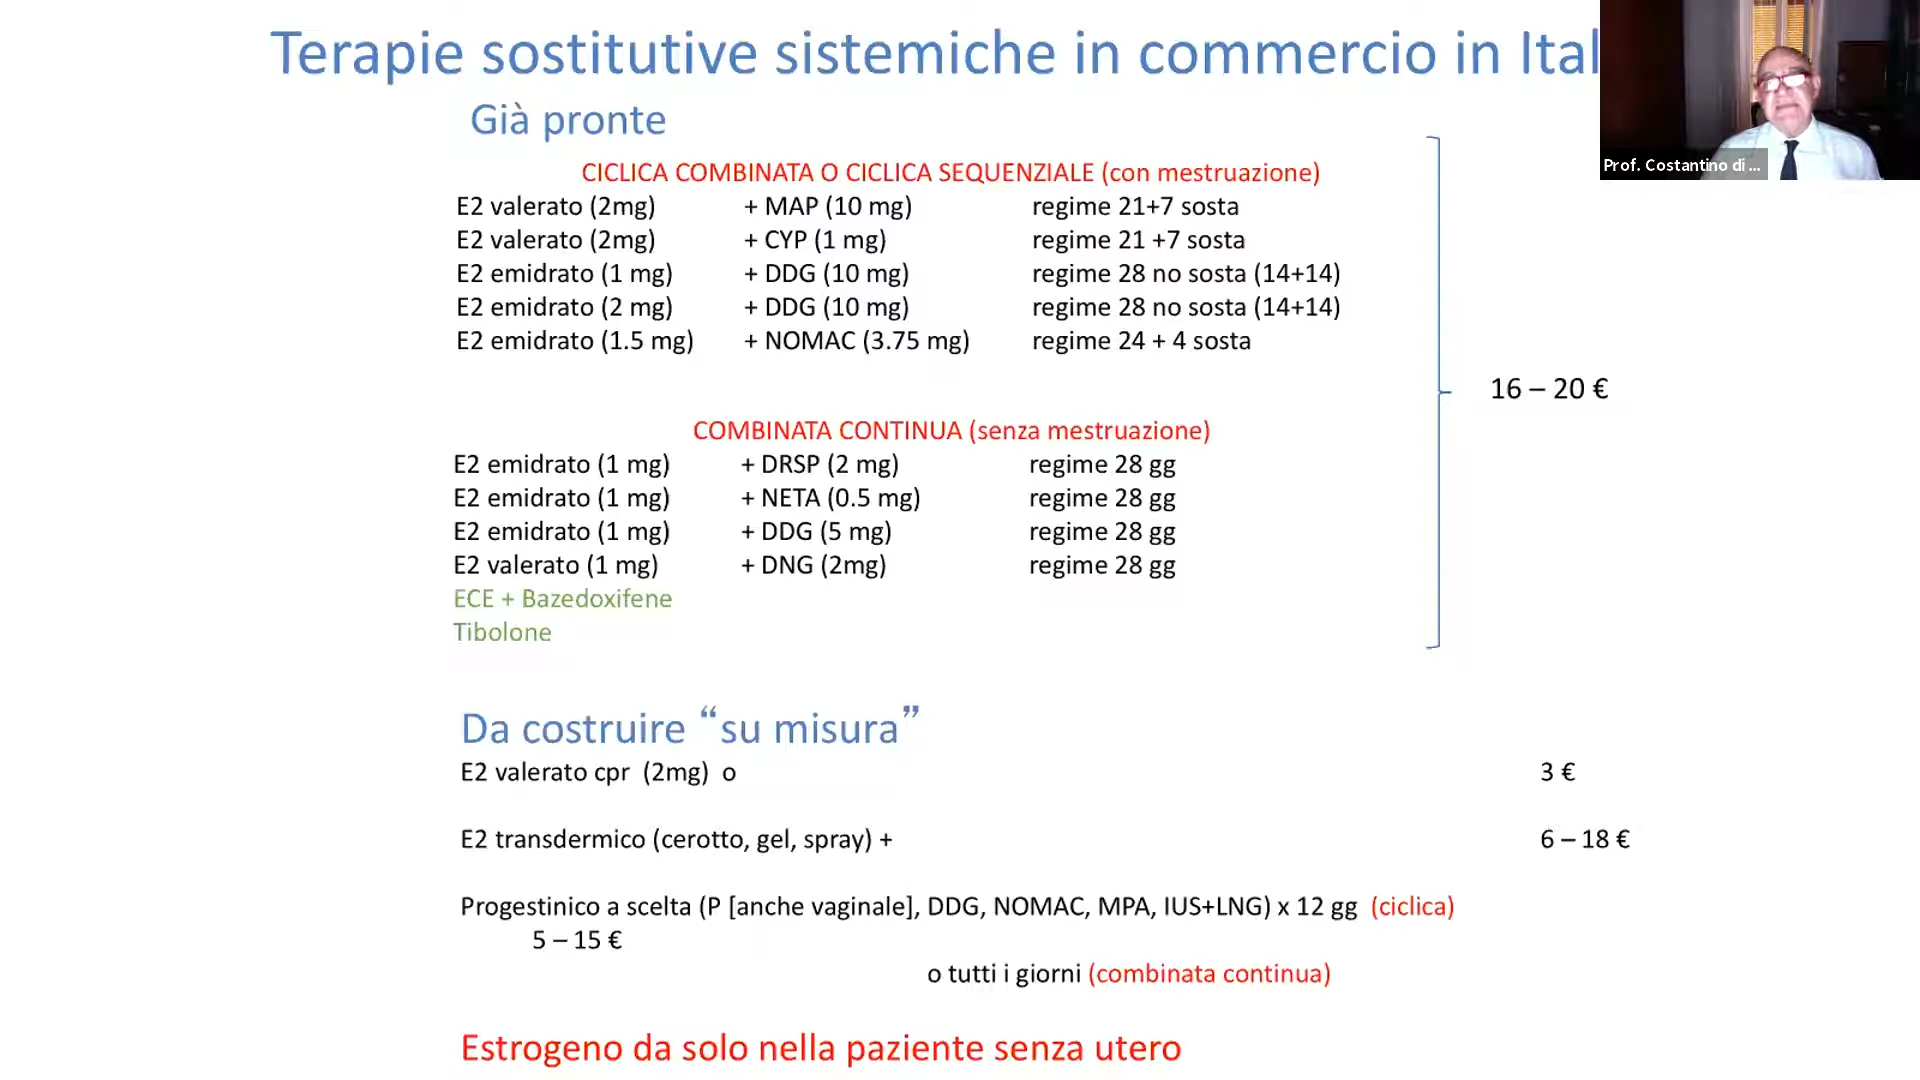 Terapie sostitutive sistemiche in commercio in Ital
Prof. Costantino di ...
Già pronte
CICLICA COMBINATA O CICLICA SEQUENZIALE (con mestruazione)
E2 valerato (2mg) + MAP (10 mg) regime 21+7 sosta
E2 valerato (2mg) + CYP (1 mg) regime 21 +7 sosta
E2 emidrato (1 mg) + DDG (10 mg) regime 28 no sosta (14+14)
E2 emidrato (2 mg) + DDG (10 mg) regime 28 no sosta (14+14)
E2 emidrato (1.5 mg) + NOMAC (3.75 mg) regime 24 + 4 sosta
16 – 20 €
COMBINATA CONTINUA (senza mestruazione)
E2 emidrato (1 mg) + DRSP (2 mg) regime 28 gg
E2 emidrato (1 mg) + NETA (0.5 mg) regime 28 gg
E2 emidrato (1 mg) + DDG (5 mg) regime 28 gg
E2 valerato (1 mg) + DNG (2mg) regime 28 gg
ECE + Bazedoxifene
Tibolone
Da costruire “su misura”
E2 valerato cpr (2mg) o 3 €
E2 transdermico (cerotto, gel, spray) + 6 – 18 €
Progestinico a scelta (P [anche vaginale], DDG, NOMAC, MPA, IUS+LNG) x 12 gg (ciclica)
5 – 15 €
o tutti i giorni (combinata continua)
Estrogeno da solo nella paziente senza utero